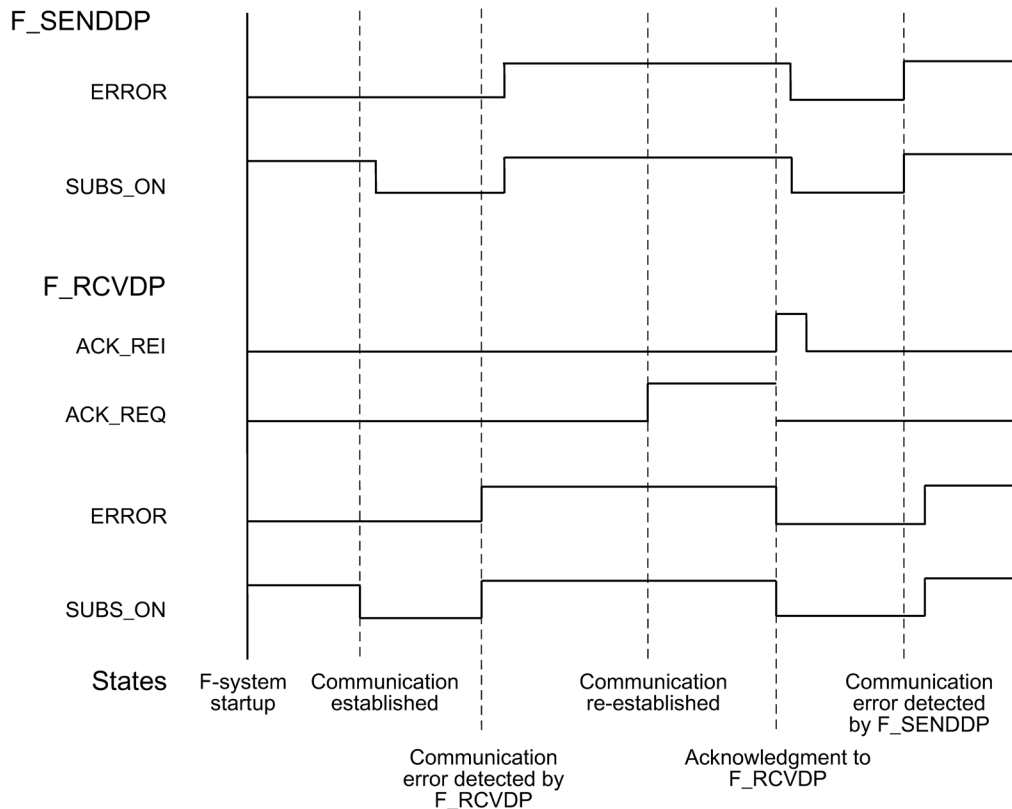 F_SENDDP
ERROR
SUBS_ON
F_RCVDP
ACK_REI
ACK_REQ
ERROR
SUBS_ON
States
F-system
startup
Communication
established
Communication
error detected by
F_RCVDP
Communication
re-established
Acknowledgment to
F_RCVDP
Communication
error detected
by F_SENDDP